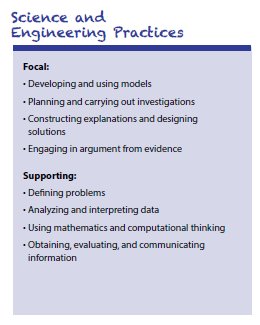 Science and
Engineering Practices
Focal:
• Developing and using models
• Planning and carrying out investigations
• Constructing explanations and designing
solutions
• Engaging in argument from evidence
Supporting:
• Defining problems
• Analyzing and interpreting data
• Using mathematics and computational thinking
• Obtaining, evaluating, and communicating
information